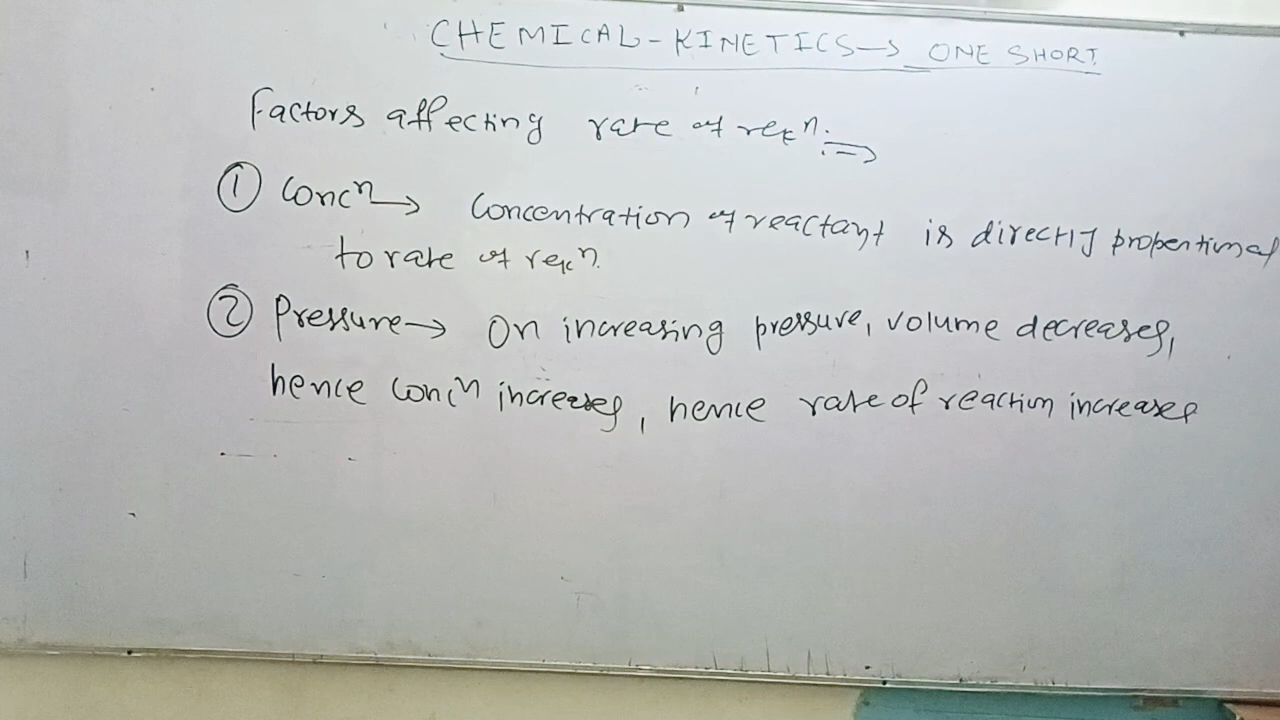 CHEMICAL-KINETICS→ ONE SHORT
Factors affecting rate of rexn. :⇒
① Concn→ Concentration of reactant is directly propentional
to rate of rexn.
② Pressure→ On increasing pressure, volume decreases,
hence concn increases, hence rate of reaction increases